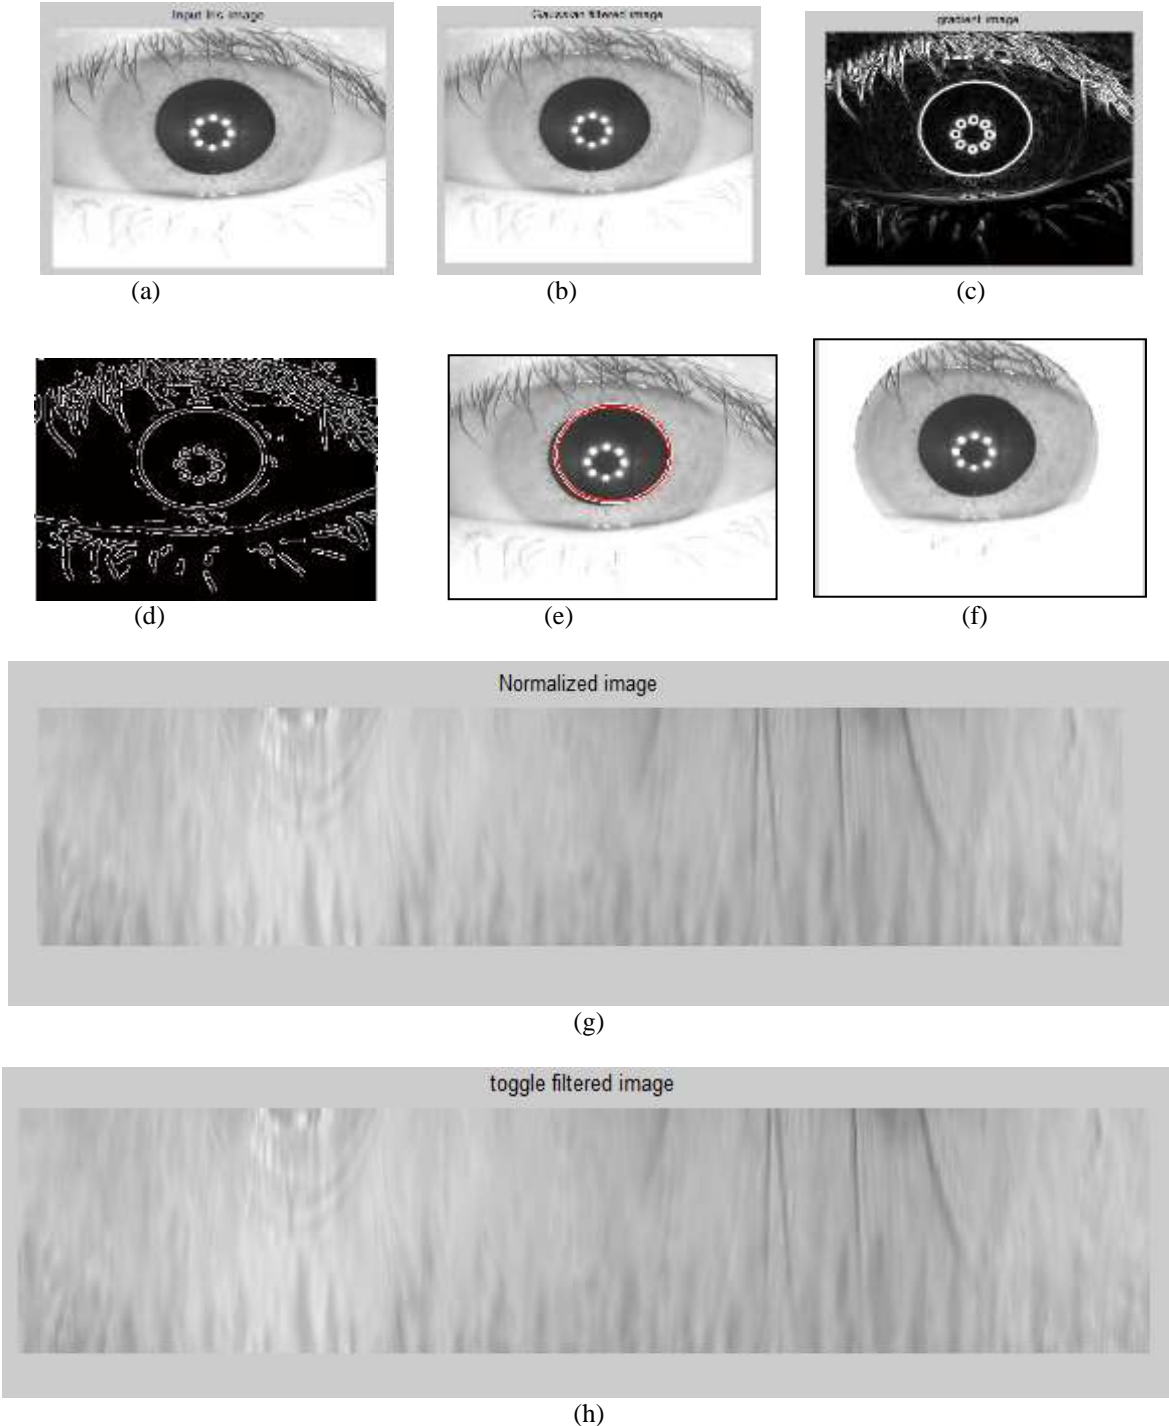 Input Iris image
Gaussian filtered image
gradient image
(a)
(b)
(c)
(d)
(e)
(f)
Normalized image
(g)
toggle filtered image
(h)